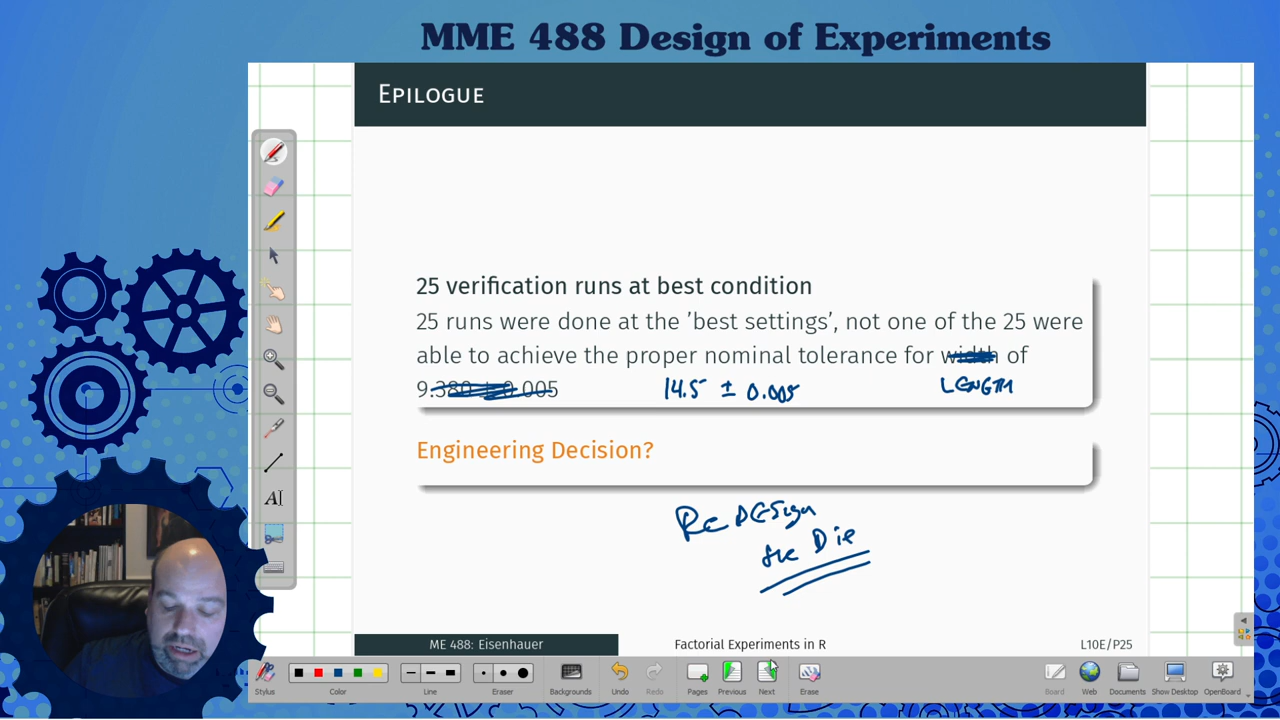 MME 488 Design of Experiments
EPILOGUE
25 verification runs at best condition
25 runs were done at the 'best settings', not one of the 25 were
able to achieve the proper nominal tolerance for width of
LENGTH
9.380 ± 0.005 14.5 ± 0.005
Engineering Decision?
ReDESign
the Die
ME 488: Eisenhauer Factorial Experiments in R L10E/P25
AI
Stylus Color Line Eraser Backgrounds Undo Redo Pages Previous Next Erase Board Web Documents Show Desktop OpenBoard